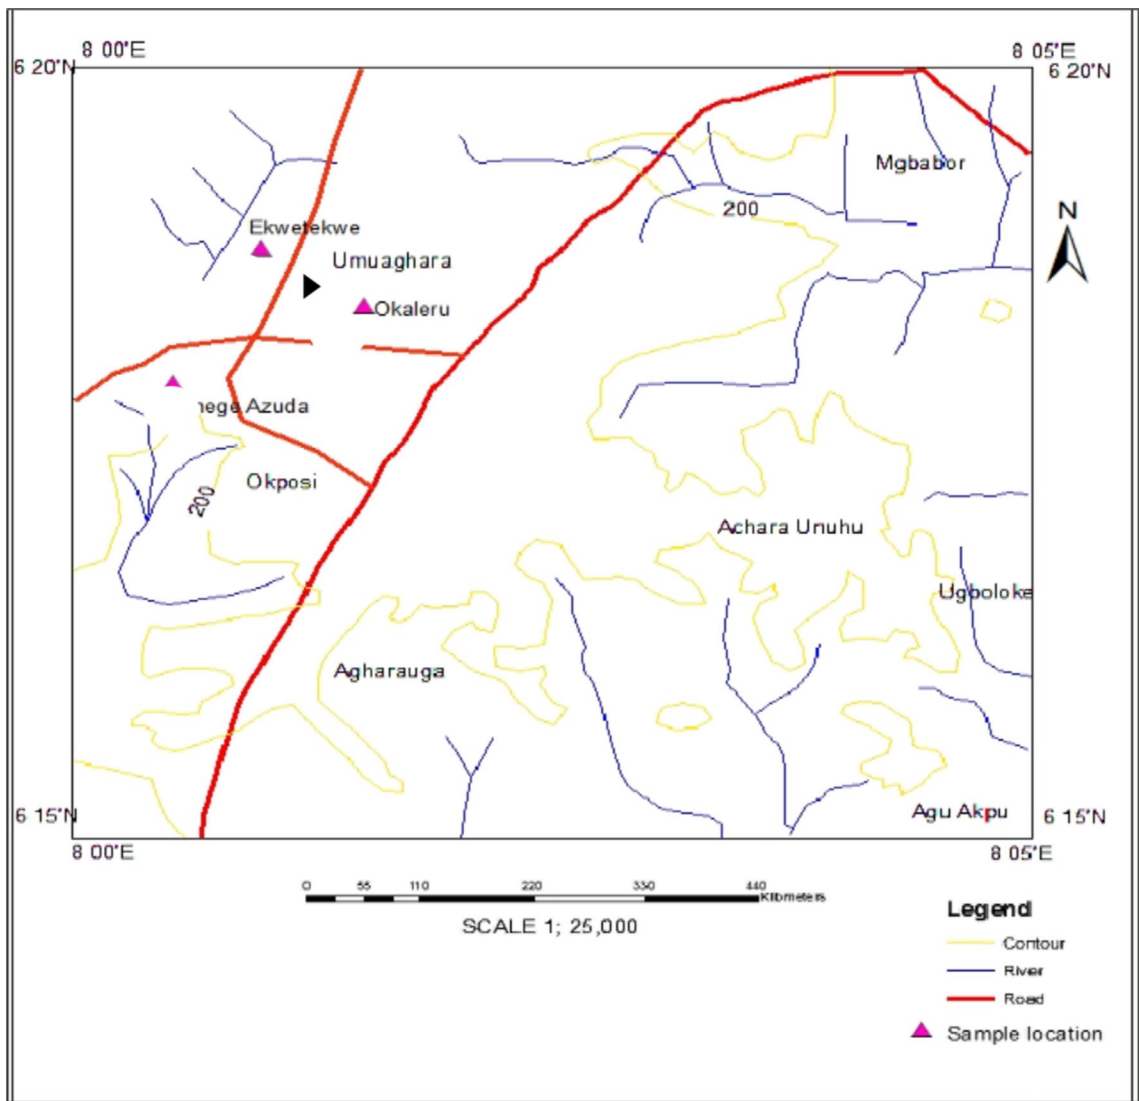 8 00'E
8 05'E
6 20'N
6 20'N
Mgbabor
200
N
Ekwetekwe
Umuaghara
Okaleru
Azuda
Okposi
200
Achara Unuhu
Ugboloke
Agharauga
Agu Akpu
6 15'N
6 15'N
8 00'E
8 05'E
0 55 110 220 330 440
Kilometers
SCALE 1; 25,000
Legend
Contour
River
Road
Sample location